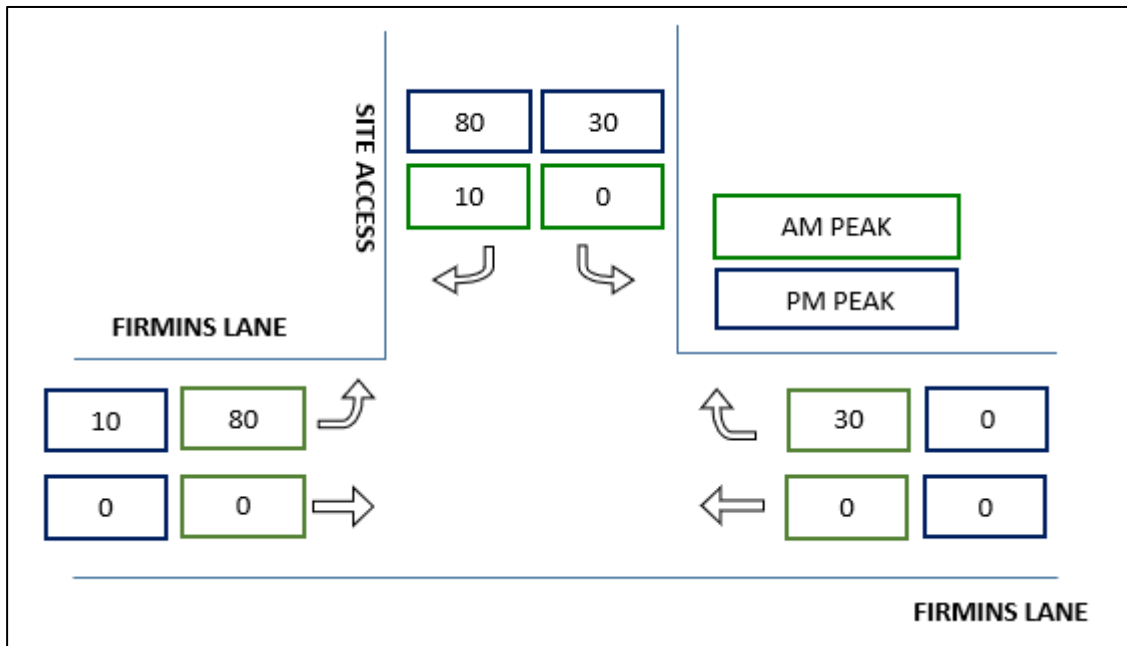 80 30
10 0
SITE ACCESS
AM PEAK
PM PEAK
FIRMINS LANE
10 80 30 0
0 0 0 0
FIRMINS LANE